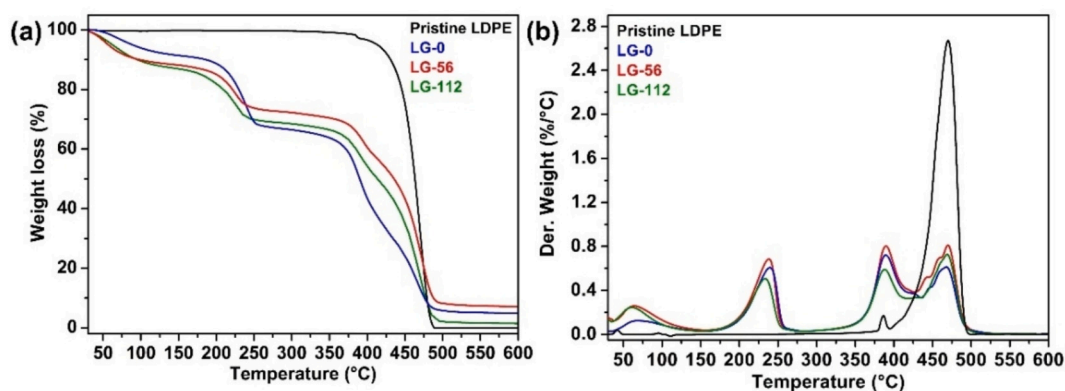 (a)
Pristine LDPE
LG-0
LG-56
LG-112
Weight loss (%)
100
80
60
40
20
0
50 100 150 200 250 300 350 400 450 500 550 600
Temperature (°C)
(b)
Pristine LDPE
LG-0
LG-56
LG-112
Der. Weight (%/°C)
2.8
2.4
2.0
1.6
1.2
0.8
0.4
0.0
50 100 150 200 250 300 350 400 450 500 550 600
Temperature (°C)